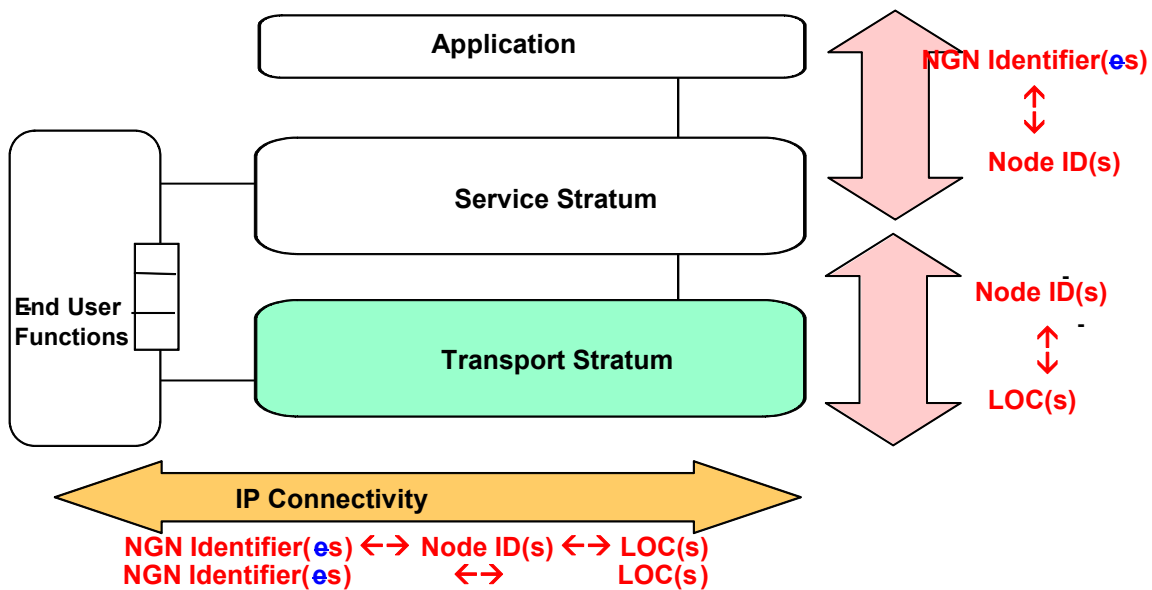 Application
NGN Identifier(es)
Node ID(s)
Service Stratum
Node ID(s)
LOC(s)
End User
Functions
Transport Stratum
IP Connectivity
NGN Identifier(es) ←→ Node ID(s) ←→ LOC(s)
NGN Identifier(es) ←→ LOC(s)